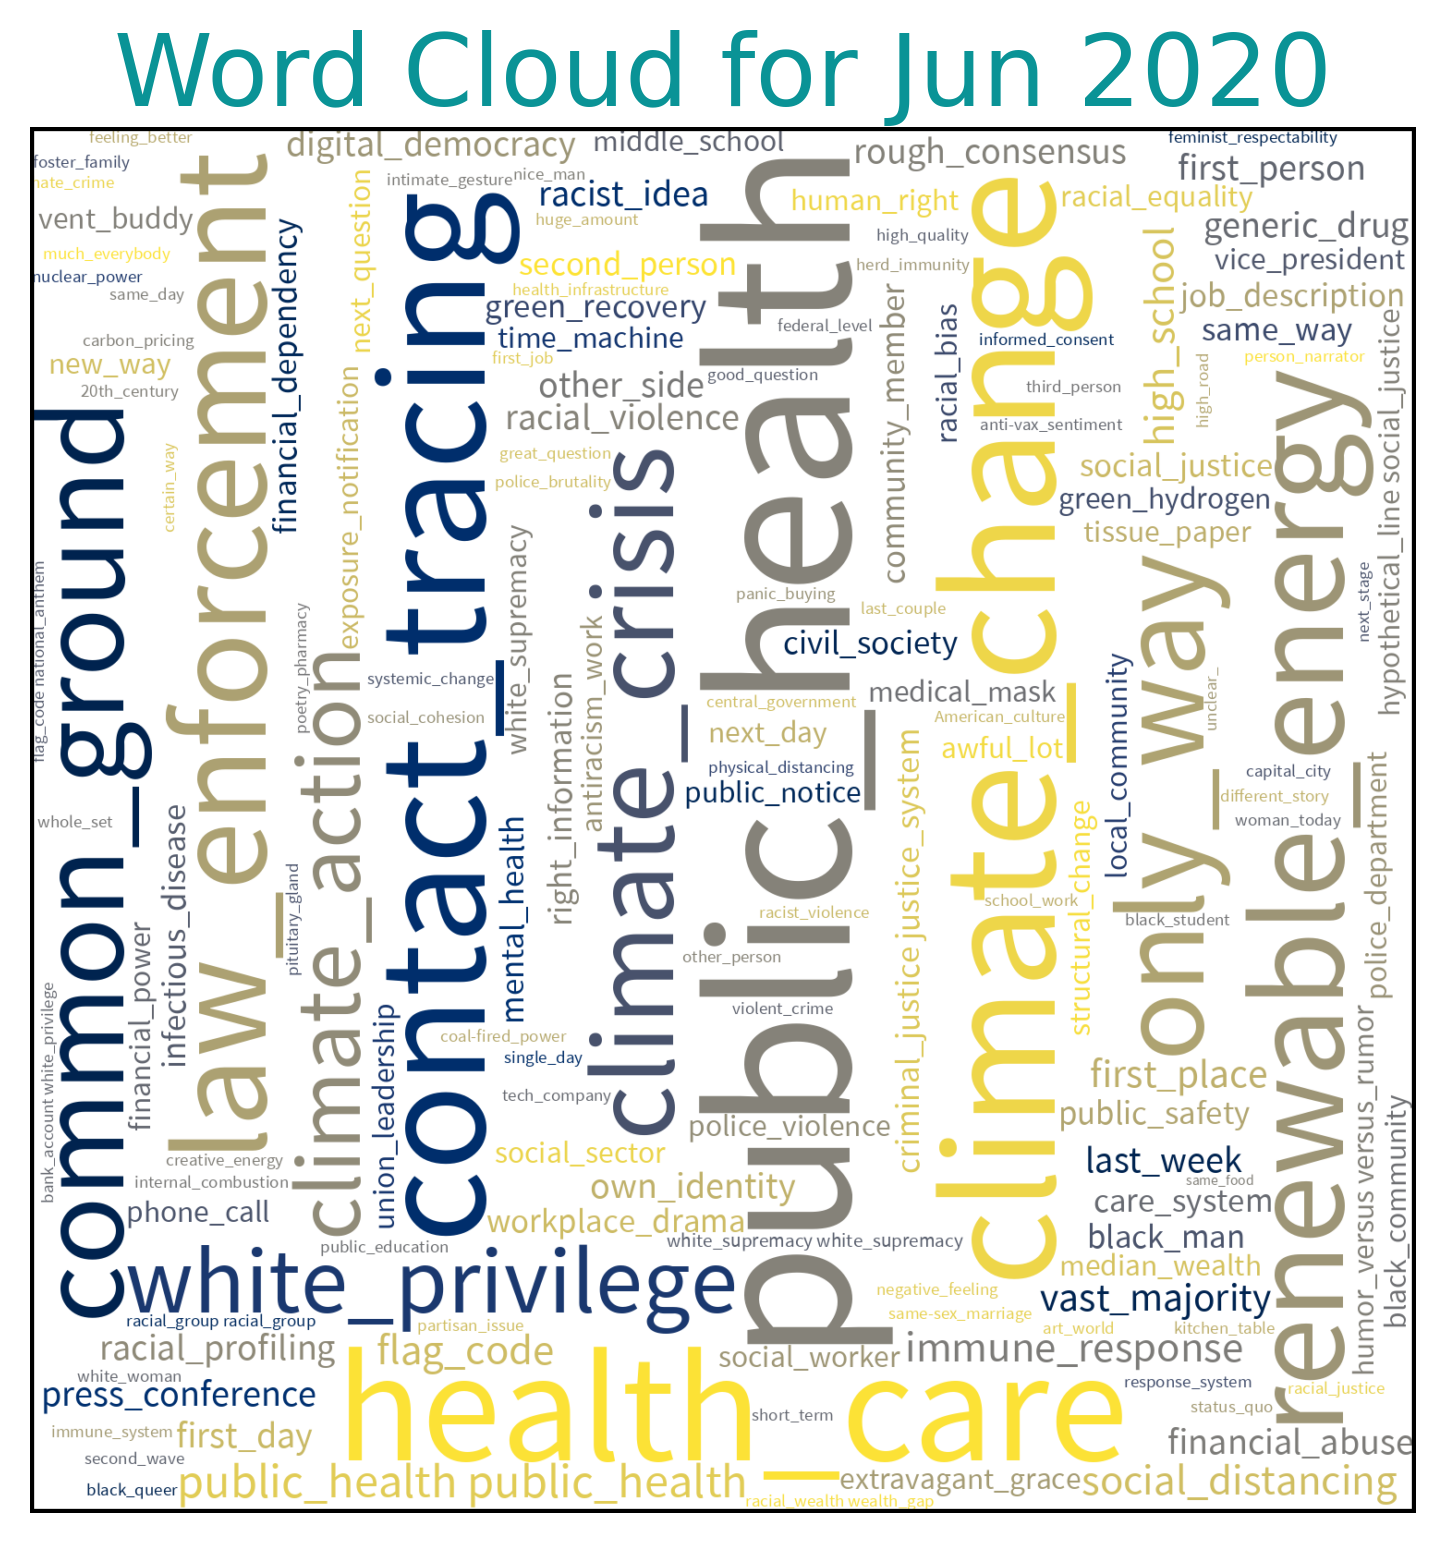 Word Cloud for Jun 2020
feeling_better
digital_democracy
middle_school
feminist_respectability
foster_family
rough_consensus
first_person
intimate_gesture
nice_man
racist_idea
human_right
racial_equality
vent_buddy
huge_amount
generic_drug
high_quality
much_everybody
second_person
herd_immunity
vice_president
nuclear_power
health_infrastructure
same_day
green_recovery
job_description
federal_level
time_machine
informed_consent
same_way
carbon_pricing
new_way
first_job
person_narrator
good_question
20th_century
other_side
third_person
racial_violence
anti-vax_sentiment
great_question
social_justice
police_brutality
green_hydrogen
tissue_paper
panic_buying
last_couple
civil_society
systemic_change
medical_mask
central_government
social_cohesion
American_culture
next_day
awful_lot
physical_distancing
capital_city
public_notice
different_story
whole_set
woman_today
school_work
racist_violence
black_student
other_person
violent_crime
coal-fired_power
single_day
first_place
tech_company
public_safety
police_violence
social_sector
creative_energy
last_week
internal_combustion
same_food
own_identity
care_system
phone_call
workplace_drama
black_man
public_education
white_supremacy white_supremacy
median_wealth
white_privilege
negative_feeling
vast_majority
same-sex_marriage
racial_group racial_group
partisan_issue
art_world
kitchen_table
racial_profiling
flag_code
social_worker
immune_response
white_woman
response_system
racial_justice
press_conference
health_care
short_term
status_quo
immune_system
first_day
financial_abuse
second_wave
public_health public_health
extravagant_grace
social_distancing
black_queer
racial_wealth wealth_gap
flag_code national_anthem
bank_account white_privilege
common_ground
financial_power
certain_way
infectious_disease
law_enforcement
financial_dependency
pituitary_gland
poetry_pharmacy
climate_action
next_question
exposure_notification
union_leadership
contact_tracing
mental_health
white_supremacy
right_information
antiracism_work
climate_crisis
public_health
community_member
criminal_justice justice_system
racial_bias
climate_change
structural_change
local_community
high_school
only_way
high_road
unclear_
renewable_energy
next_stage
humor_versus versus_rumor
police_department
hypothetical_line social_justice
black_community